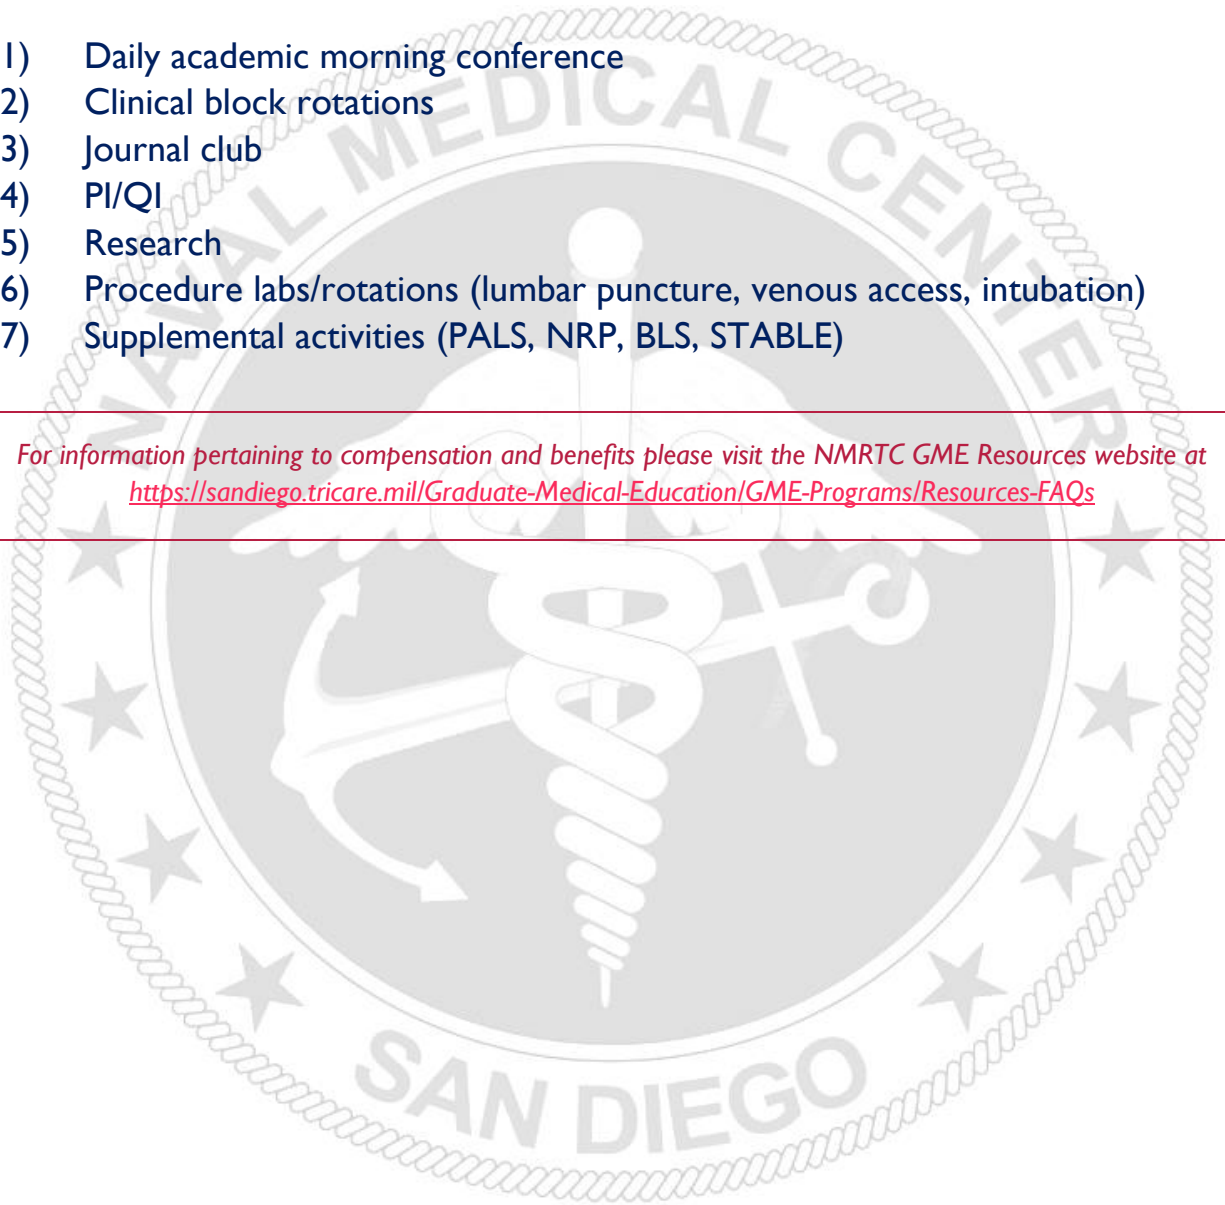 1) Daily academic morning conference
2) Clinical block rotations
3) Journal club
4) PI/QI
5) Research
6) Procedure labs/rotations (lumbar puncture, venous access, intubation)
7) Supplemental activities (PALS, NRP, BLS, STABLE)
For information pertaining to compensation and benefits please visit the NMRTC GME Resources website at
https://sandiego.tricare.mil/Graduate-Medical-Education/GME-Programs/Resources-FAQs
NAVAL MEDICAL CENTER
SAN DIEGO